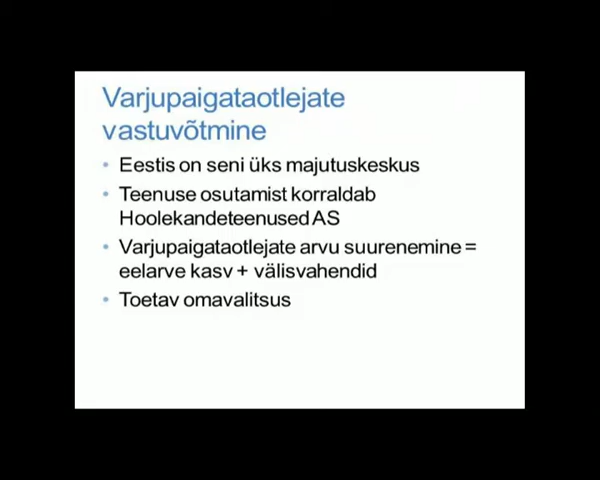 Varjupaigataotlejate
vastuvõtmine
• Eestis on seni üks majutuskeskus
• Teenuse osutamist korraldab
Hoolekandeteenused AS
• Varjupaigataotlejate arvu suurenemine =
eelarve kasv + välisvahendid
• Toetav omavalitsus